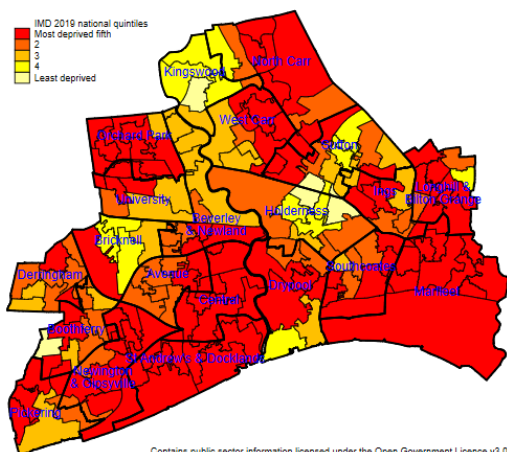 IMD 2019 national quintiles
Most deprived fifth
2
3
4
Least deprived
North Carr
Kingswood
West Carr
Orchard Park
Sutton
Ings
Longhill &
Bilton Grange
University
Holderness
Beverley
& Newland
Bricknell
Derringham
Avenue
Southcoates
Central
Drypool
Marfleet
Boothferry
St Andrew's & Docklands
Newington
& Gipsyville
Pickering
Contains public sector information licensed under the Open Government Licence v3.0